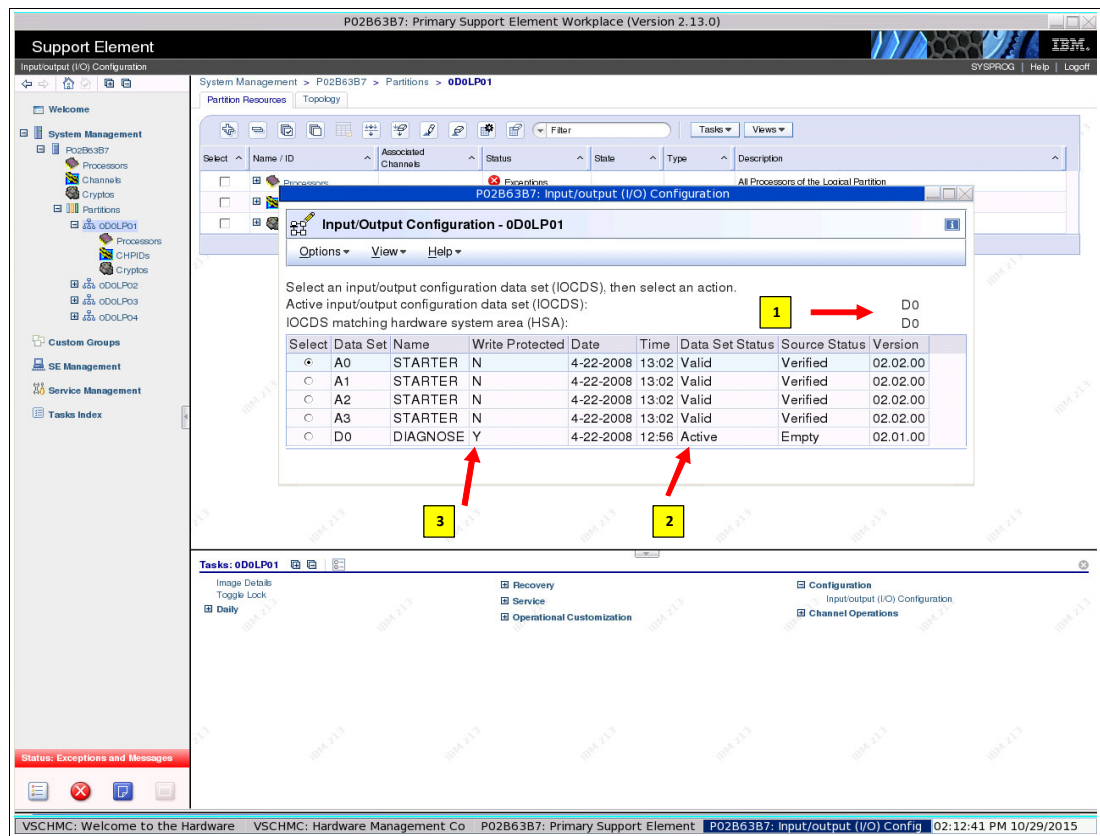 P02B63B7: Primary Support Element Workplace (Version 2.13.0)
Support Element
IBM.
Input/output (I/O) Configuration
SYSPROG | Help | Logoff
System Management > P02B63B7 > Partitions > 0D0LP01
Partition Resources Topology
Welcome
System Management
P02B63B7
Processors
Channels
Cryptos
Partitions
0D0LP01
Processors
CHPIDs
Cryptos
0D0LP02
0D0LP03
0D0LP04
Custom Groups
SE Management
Service Management
Tasks Index
Status: Exceptions and Messages
Filter Tasks Views
Select Name / ID Associated Channels Status State Type Description
Processors Exceptions All Processors of the Logical Partition
P02B63B7: Input/output (I/O) Configuration
Input/Output Configuration - 0D0LP01
Options View Help
Select an input/output configuration data set (IOCDS), then select an action.
Active input/output configuration data set (IOCDS): D0
IOCDS matching hardware system area (HSA): D0
1
Select Data Set Name Write Protected Date Time Data Set Status Source Status Version
A0 STARTER N 4-22-2008 13:02 Valid Verified 02.02.00
A1 STARTER N 4-22-2008 13:02 Valid Verified 02.02.00
A2 STARTER N 4-22-2008 13:02 Valid Verified 02.02.00
A3 STARTER N 4-22-2008 13:02 Valid Verified 02.02.00
D0 DIAGNOSE Y 4-22-2008 12:56 Active Empty 02.01.00
3 2
Tasks: 0D0LP01
Image Details
Toggle Lock
Daily
Recovery
Service
Operational Customization
Configuration
Input/output (I/O) Configuration
Channel Operations
IBM z13
VSCHMC: Welcome to the Hardware VSCHMC: Hardware Management Co P02B63B7: Primary Support Element P02B63B7: Input/output (I/O) Config 02:12:41 PM 10/29/2015